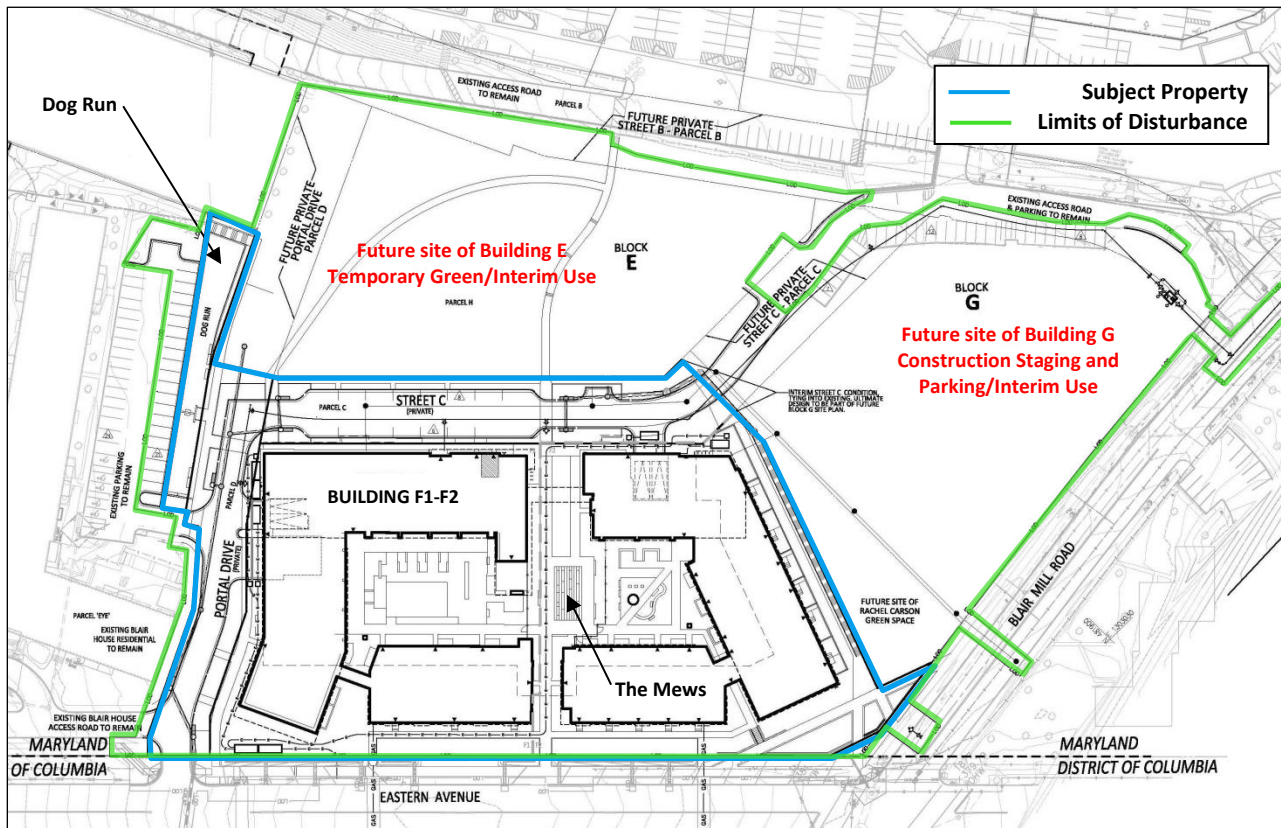 Dog Run
EXISTING ACCESS ROAD
TO REMAIN
PARCEL B
FUTURE PRIVATE
STREET B - PARCEL B
Subject Property
Limits of Disturbance
FUTURE PRIVATE
PORTAL DRIVE
PARCEL D
EXISTING ACCESS ROAD
& PARKING TO REMAIN
Future site of Building E
Temporary Green/Interim Use
BLOCK
E
PARCEL H
FUTURE PRIVATE
STREET C - PARCEL C
BLOCK
G
Future site of Building G
Construction Staging and
Parking/Interim Use
DOG RUN
STREET C
(PRIVATE)
PARCEL C
INTERIM STREET C CONDITION
TYING INTO EXISTING. ULTIMATE
DESIGN TO BE PART OF FUTURE
BLOCK G SITE PLAN.
EXISTING PARKING
TO REMAIN
PARCEL D
BUILDING F1-F2
PORTAL DRIVE
(PRIVATE)
BLAIR MILL ROAD
PARCEL 'EYE'
EXISTING BLAIR
HOUSE RESIDENTIAL
TO REMAIN
FUTURE SITE OF
RACHEL CARSON
GREEN SPACE
The Mews
EXISTING BLAIR HOUSE
ACCESS ROAD TO REMAIN
MARYLAND
OF COLUMBIA
MARYLAND
DISTRICT OF COLUMBIA
EASTERN AVENUE
GAS
GAS
LOD